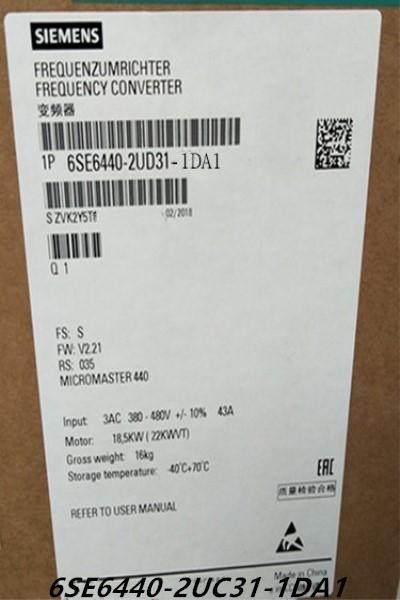 SIEMENS
FREQUENZUMRICHTER
FREQUENCY CONVERTER
变频器
1P 6SE6440-2UD31-1DA1
S ZVK2Y5Tf -02/2018
Q 1
FS: S
FW: V2.21
RS: 035
MICROMASTER 440
Input: 3AC 380 - 480V +/- 10% 43A
Motor: 18,5KW ( 22KWVT)
Gross weight: 16kg
Storage temperature: -40°C+70°C
EAC
质量检验合格
REFER TO USER MANUAL
Made in
6SE6440-2UC31-1DA1